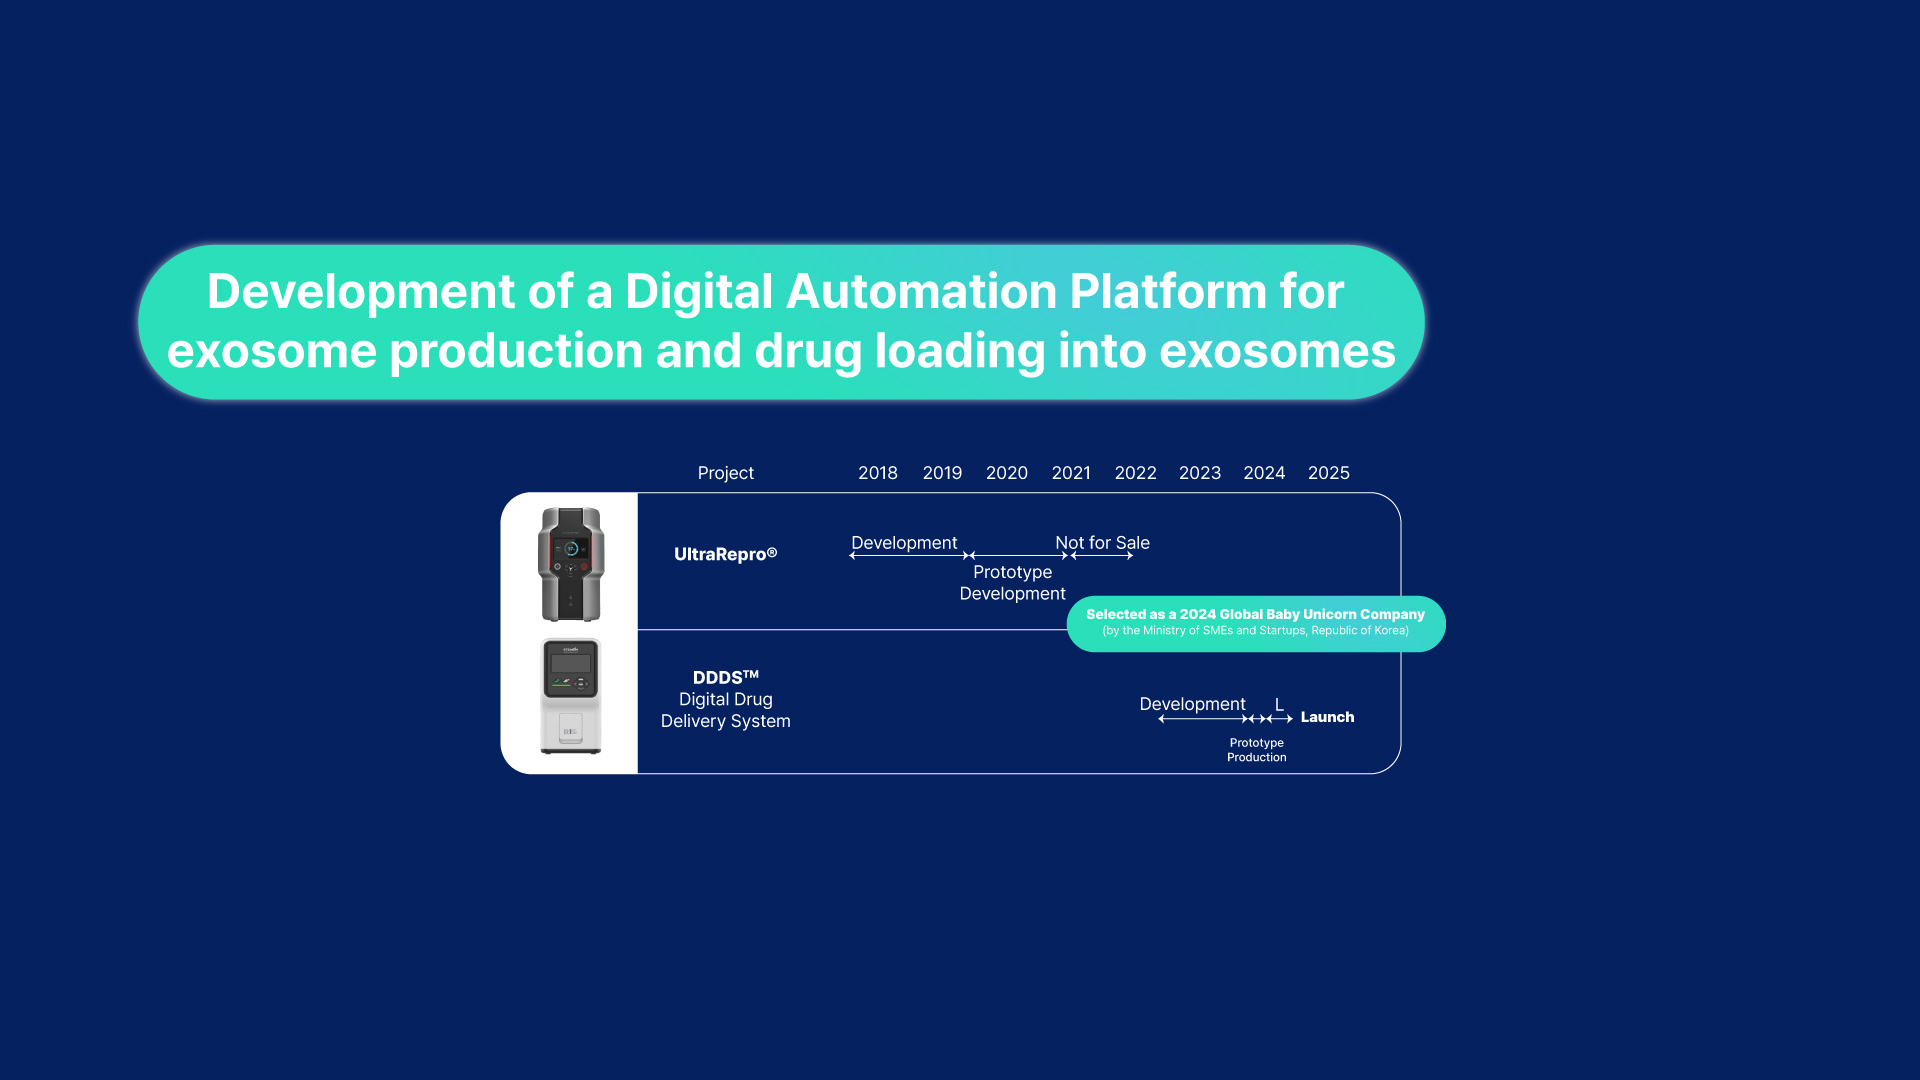 Development of a Digital Automation Platform for
exosome production and drug loading into exosomes
Project 2018 2019 2020 2021 2022 2023 2024 2025
UltraRepro®
Development
Prototype
Development
Not for Sale
Selected as a 2024 Global Baby Unicorn Company
(by the Ministry of SMEs and Startups, Republic of Korea)
DDDS™
Digital Drug
Delivery System
Development
L
Launch
Prototype
Production